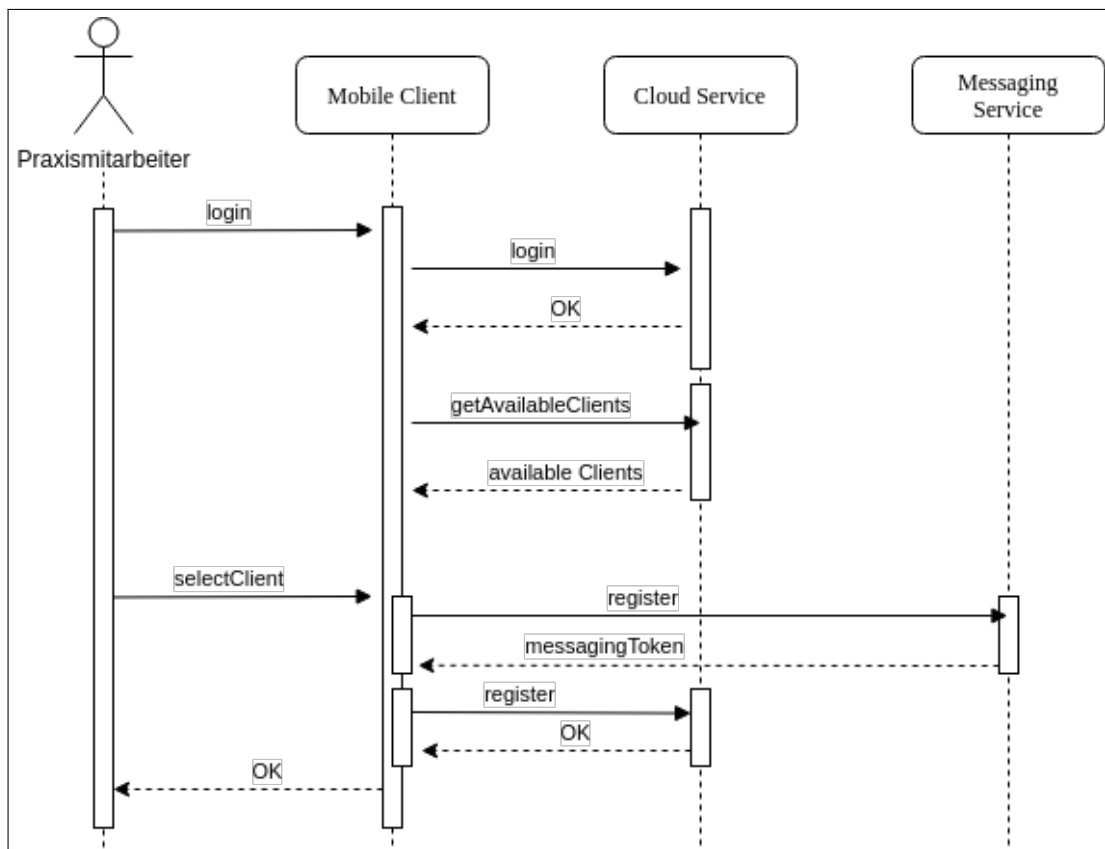 Praxismitarbeiter
Mobile Client
Cloud Service
Messaging
Service
login
login
OK
getAvailableClients
available Clients
selectClient
register
messagingToken
register
OK
OK